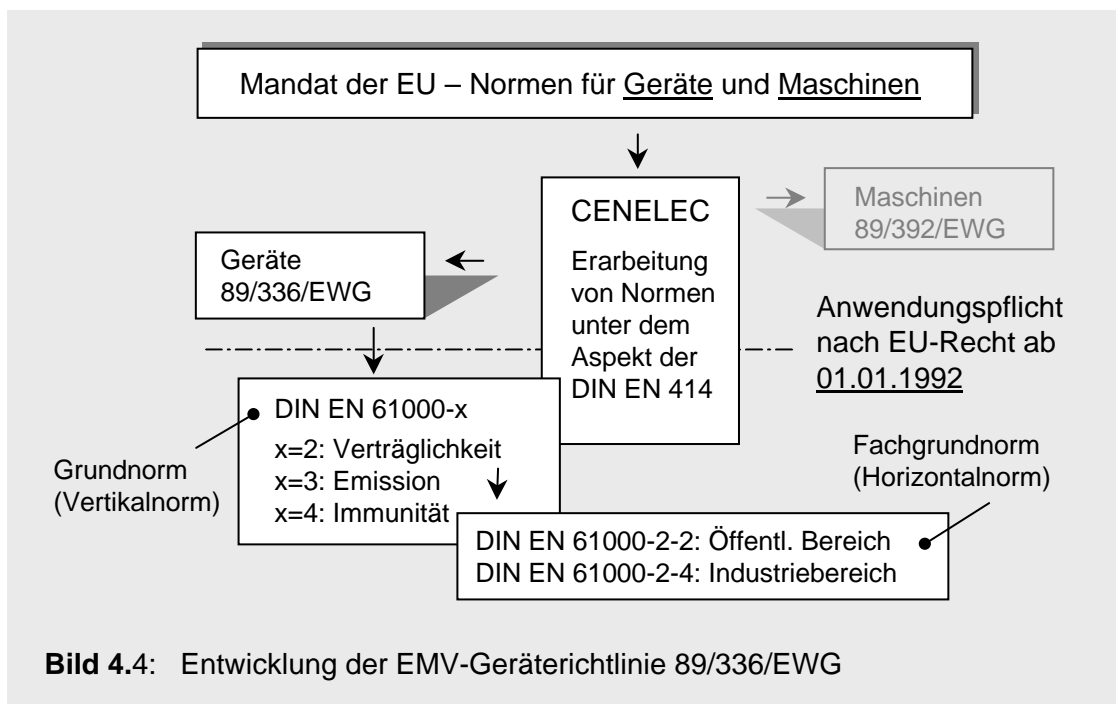 Mandat der EU – Normen für Geräte und Maschinen
CENELEC
Erarbeitung
von Normen
unter dem
Aspekt der
DIN EN 414
Maschinen
89/392/EWG
Geräte
89/336/EWG
Anwendungspflicht
nach EU-Recht ab
01.01.1992
DIN EN 61000-x
x=2: Verträglichkeit
x=3: Emission
x=4: Immunität
Grundnorm
(Vertikalnorm)
Fachgrundnorm
(Horizontalnorm)
DIN EN 61000-2-2: Öffentl. Bereich
DIN EN 61000-2-4: Industriebereich
Bild 4.4: Entwicklung der EMV-Geräterichtlinie 89/336/EWG